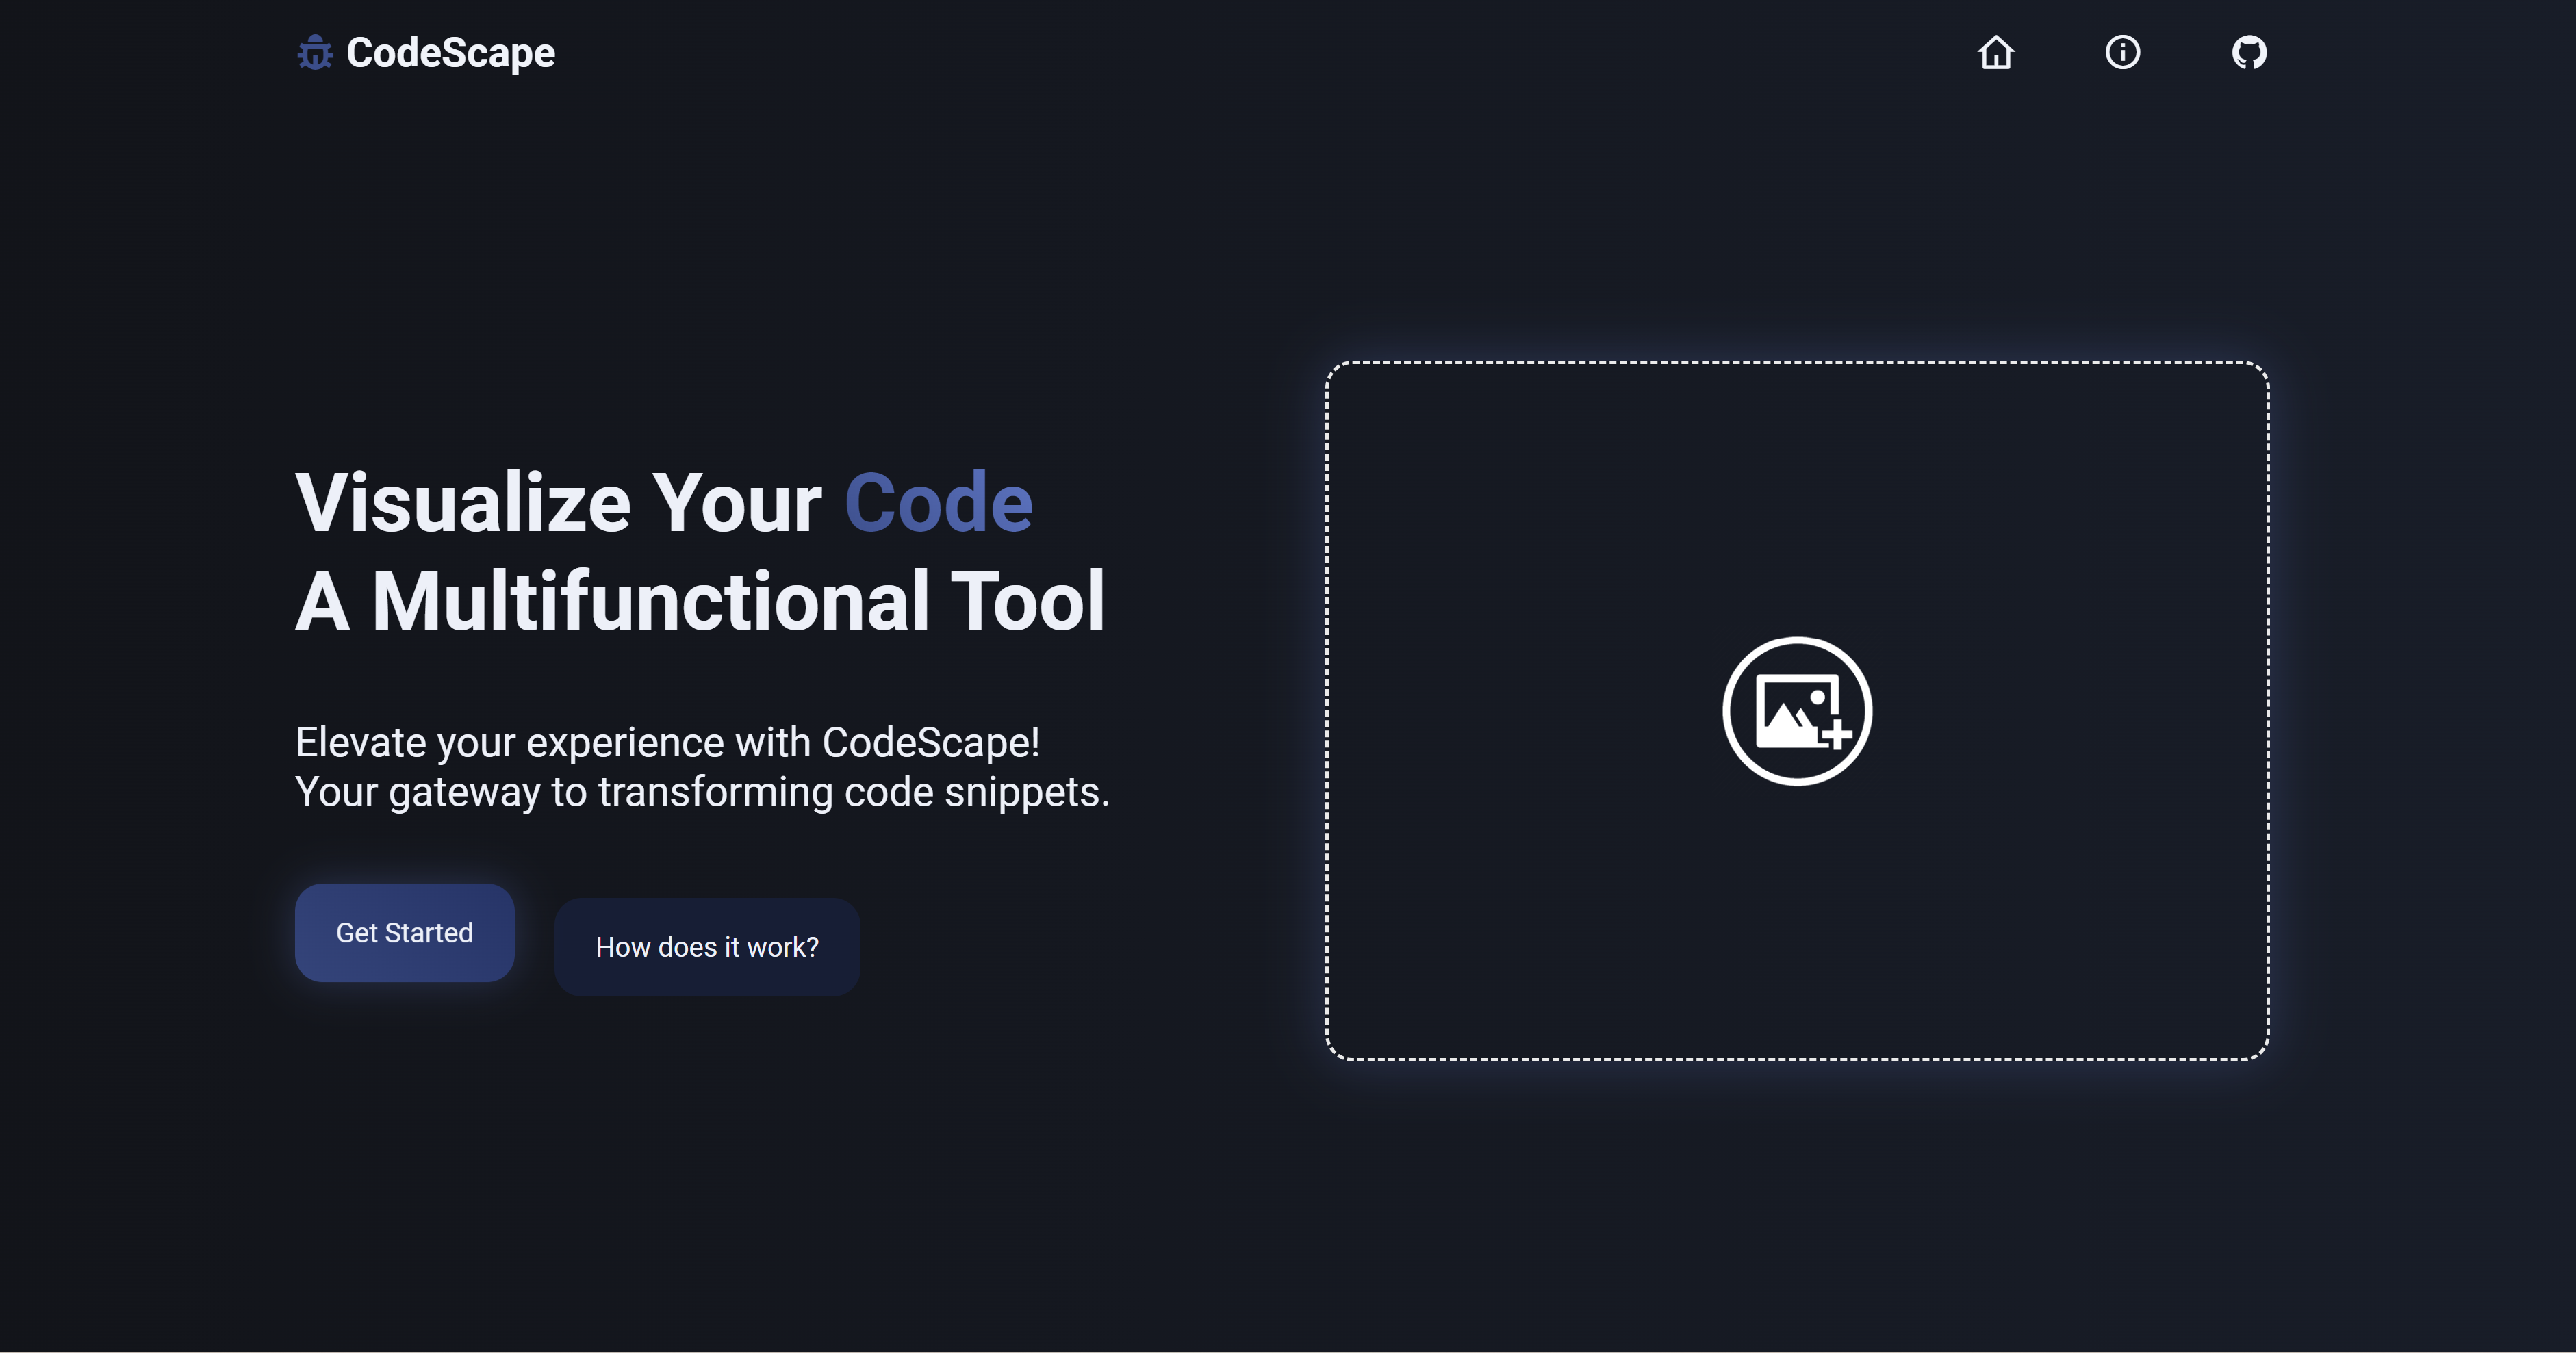 CodeScape
Visualize Your Code
A Multifunctional Tool
Elevate your experience with CodeScape!
Your gateway to transforming code snippets.
Get Started
How does it work?